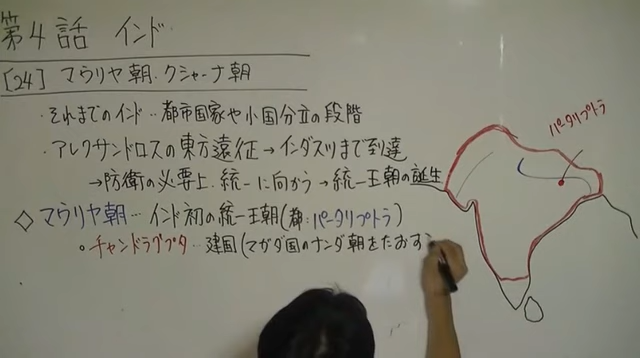 第4話 インド
[24] マウリヤ朝・クシャーナ朝
・それまでのインド‥都市国家や小国分立の段階
・アレクサンドロスの東方遠征→インダス川まで到達
→防衛の必要上、統一に向かう→統一王朝の誕生
◇マウリヤ朝…インド初の統一王朝(都:パータリプトラ)
○チャンドラグプタ‥建国(マガダ国のナンダ朝をたおす
パータリプトラ